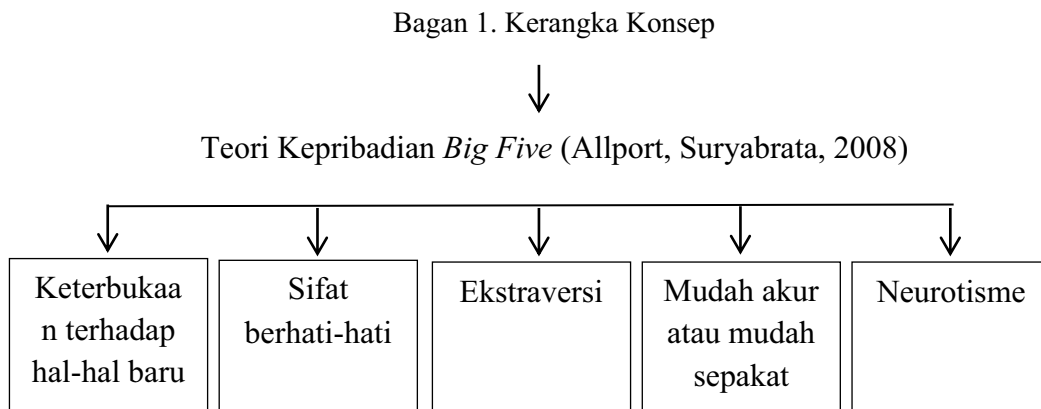 Bagan 1. Kerangka Konsep
Teori Kepribadian Big Five (Allport, Suryabrata, 2008)
Keterbukaa
n terhadap
hal-hal baru
Sifat
berhati-hati
Ekstraversi
Mudah akur
atau mudah
sepakat
Neurotisme